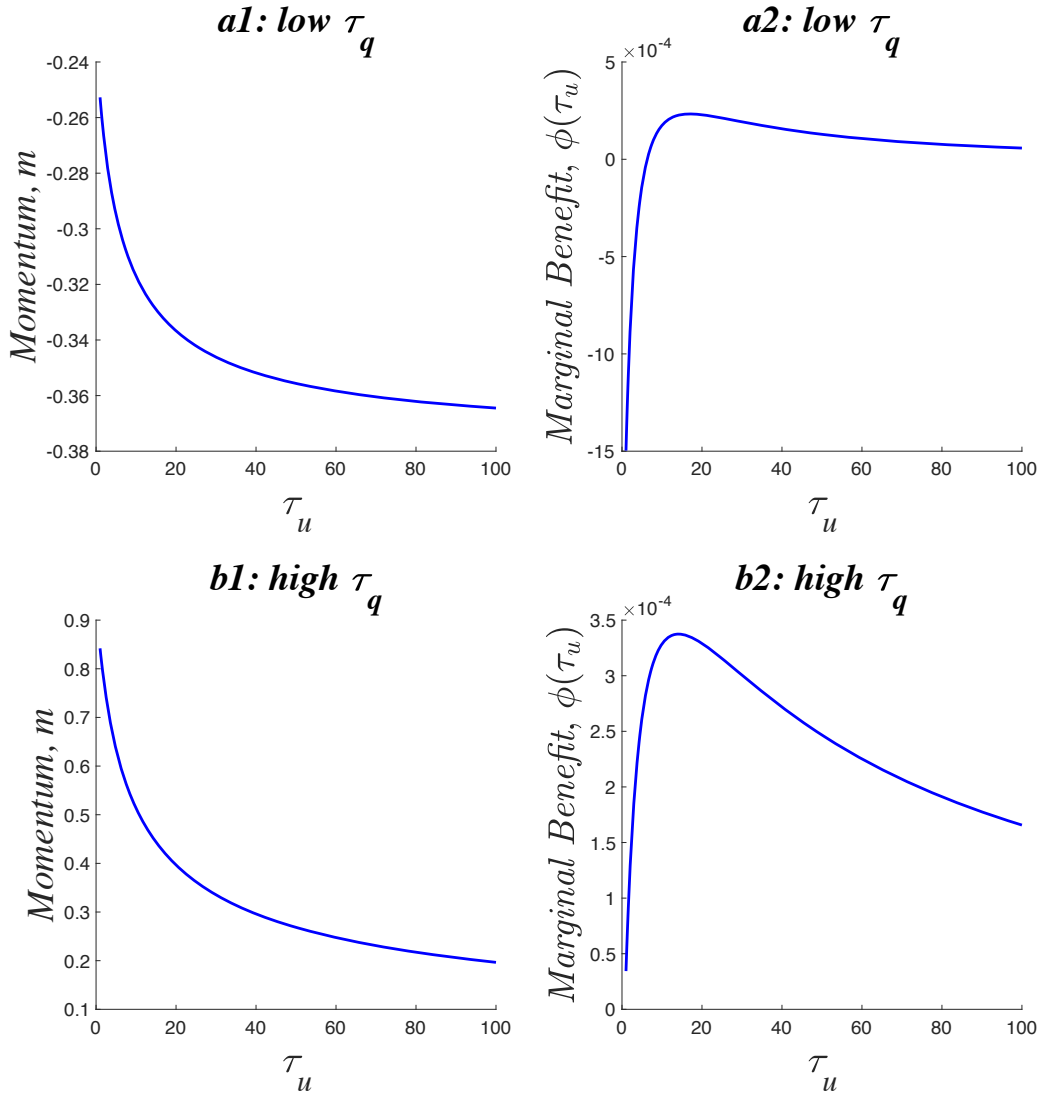 a1: low τ_q
-0.24
-0.26
-0.28
-0.3
-0.32
-0.34
-0.36
-0.38
Momentum, m
0 20 40 60 80 100
τ_u
a2: low τ_q
×10^-4
5
0
-5
-10
-15
Marginal Benefit, φ(τ_u)
0 20 40 60 80 100
τ_u
b1: high τ_q
0.9
0.8
0.7
0.6
0.5
0.4
0.3
0.2
0.1
Momentum, m
0 20 40 60 80 100
τ_u
b2: high τ_q
×10^-4
3.5
3
2.5
2
1.5
1
0.5
0
Marginal Benefit, φ(τ_u)
0 20 40 60 80 100
τ_u